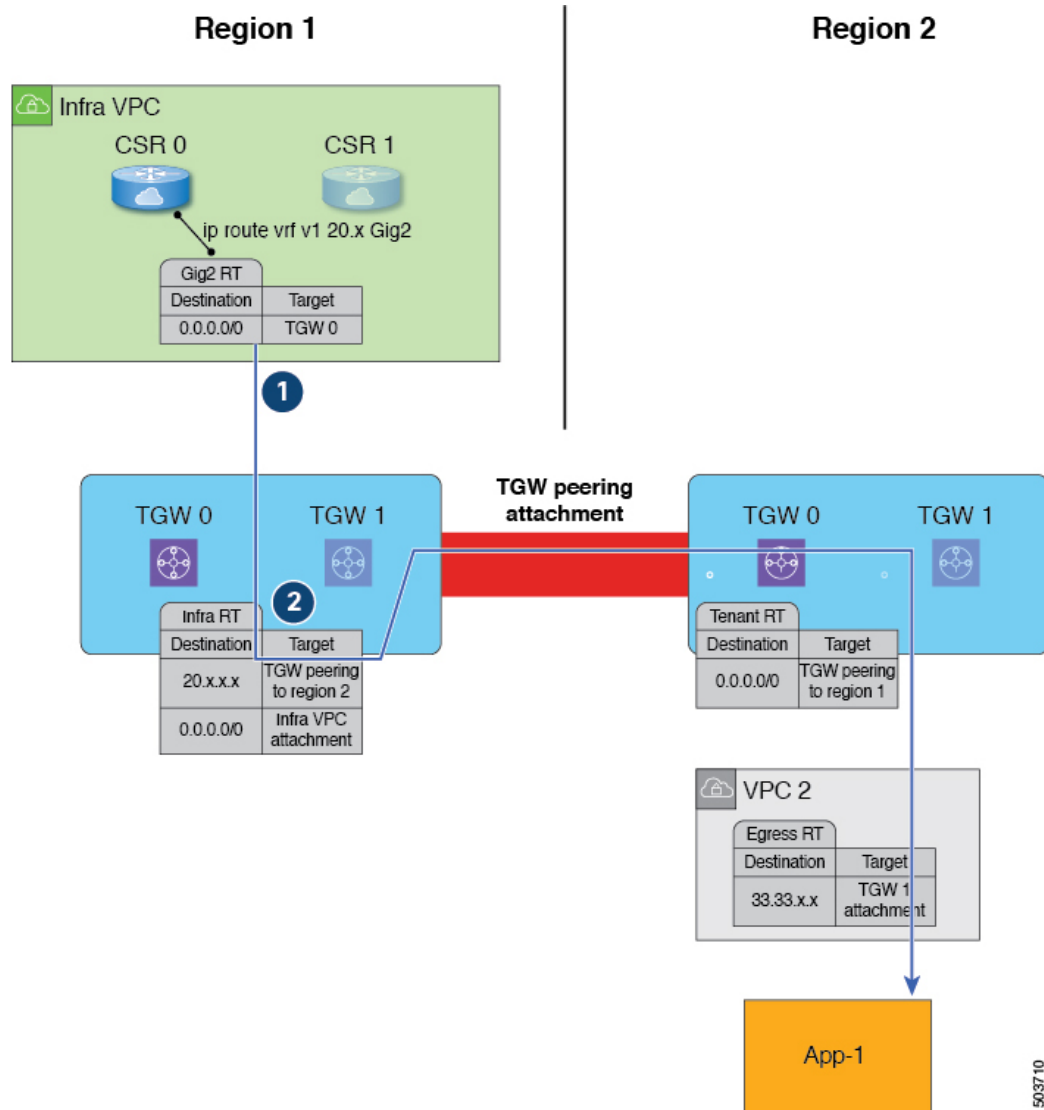 Region 1
Region 2
Infra VPC
CSR 0
CSR 1
ip route vrf v1 20.x Gig2
Gig2 RT
Destination Target
0.0.0.0/0 TGW 0
1
TGW peering
attachment
TGW 0
TGW 1
TGW 0
TGW 1
2
Infra RT
Destination Target
20.x.x.x TGW peering
to region 2
0.0.0.0/0 Infra VPC
attachment
Tenant RT
Destination Target
0.0.0.0/0 TGW peering
to region 1
VPC 2
Egress RT
Destination Target
33.33.x.x TGW 1
attachment
App-1
503710